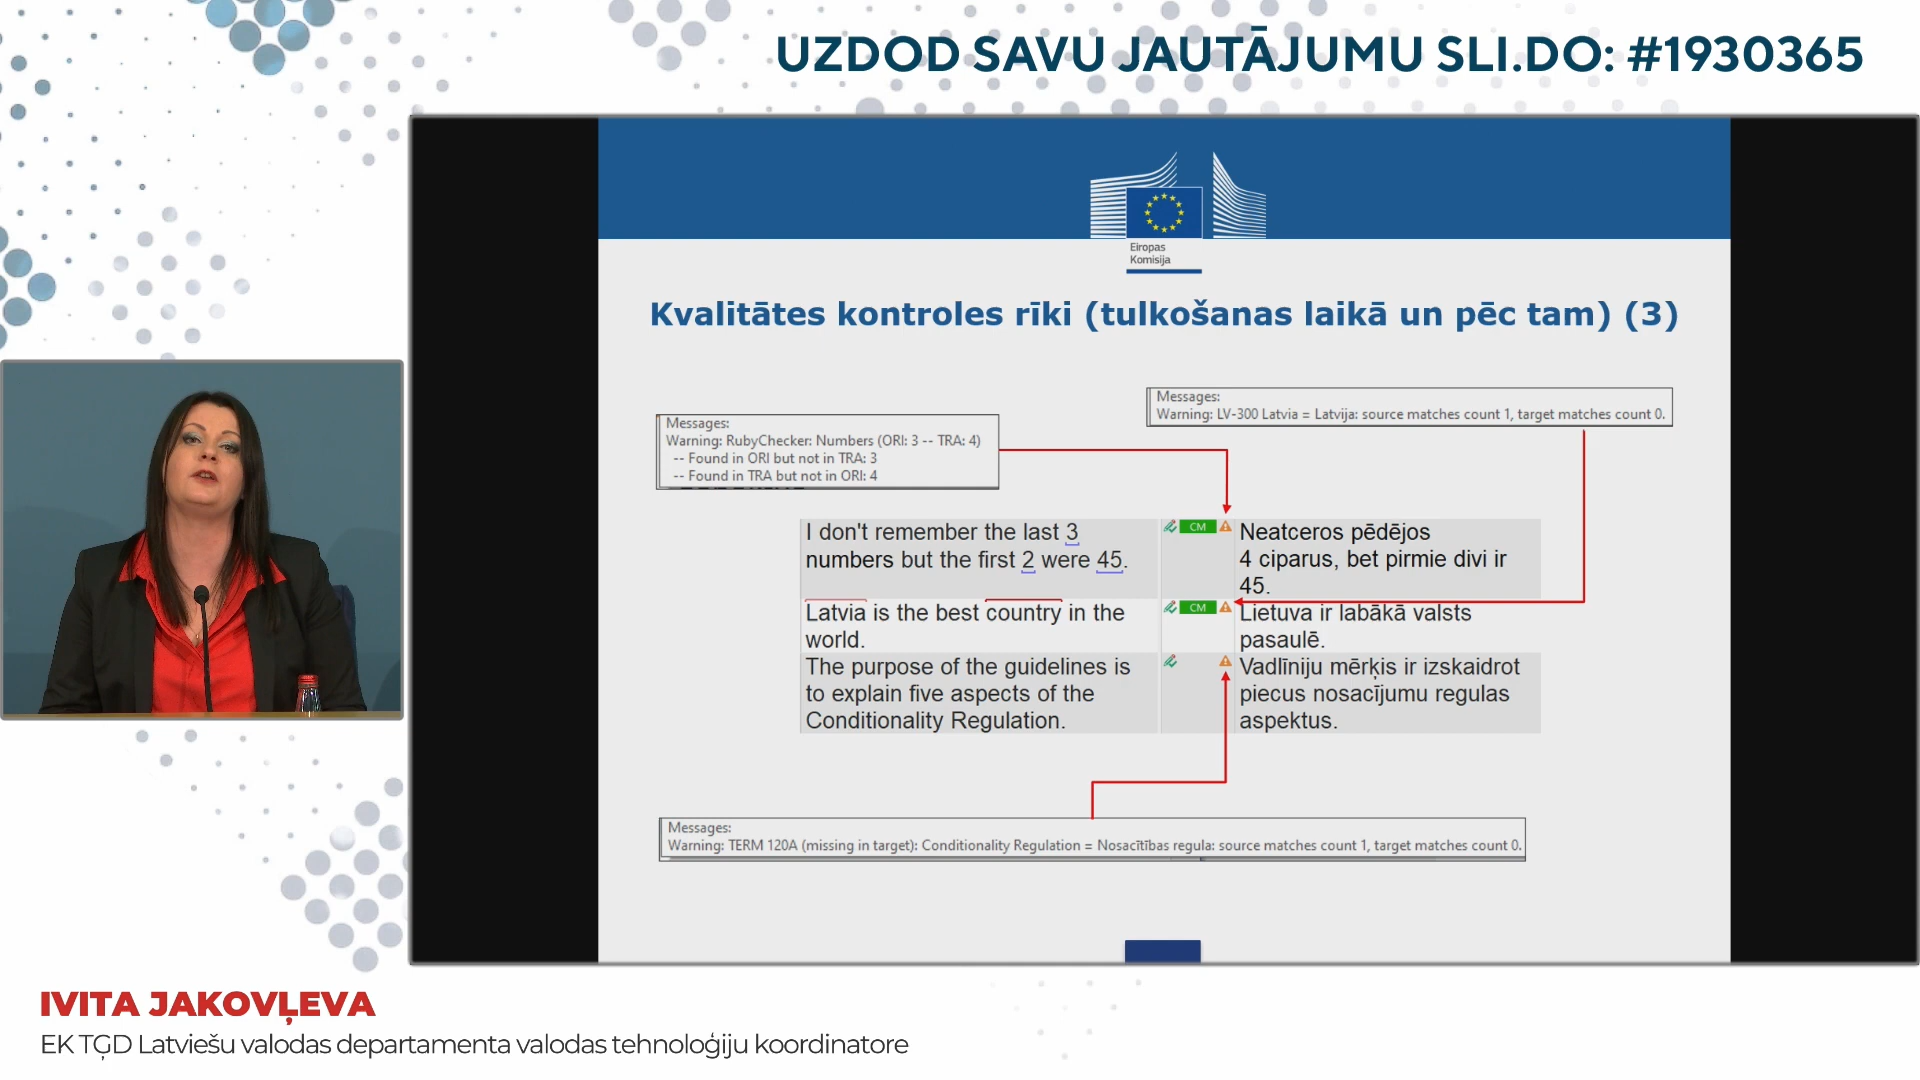 UZDOD SAVU JAUTĀJUMU SLI.DO: #1930365
Eiropas
Komisija
Kvalitātes kontroles rīki (tulkošanas laikā un pēc tam) (3)
Messages:
Warning: LV-300 Latvia = Latvija: source matches count 1, target matches count 0.
Messages:
Warning: RubyChecker: Numbers (ORI: 3 -- TRA: 4)
-- Found in ORI but not in TRA: 3
-- Found in TRA but not in ORI: 4
I don't remember the last 3
numbers but the first 2 were 45.
CM
Neatceros pēdējos
4 ciparus, bet pirmie divi ir
45.
Latvia is the best country in the
world.
CM
Lietuva ir labākā valsts
pasaulē.
The purpose of the guidelines is
to explain five aspects of the
Conditionality Regulation.
Vadlīniju mērķis ir izskaidrot
piecus nosacījumu regulas
aspektus.
Messages:
Warning: TERM 120A (missing in target): Conditionality Regulation = Nosacītības regula: source matches count 1, target matches count 0.
IVITA JAKOVĻEVA
EK TĢD Latviešu valodas departamenta valodas tehnoloģiju koordinatore